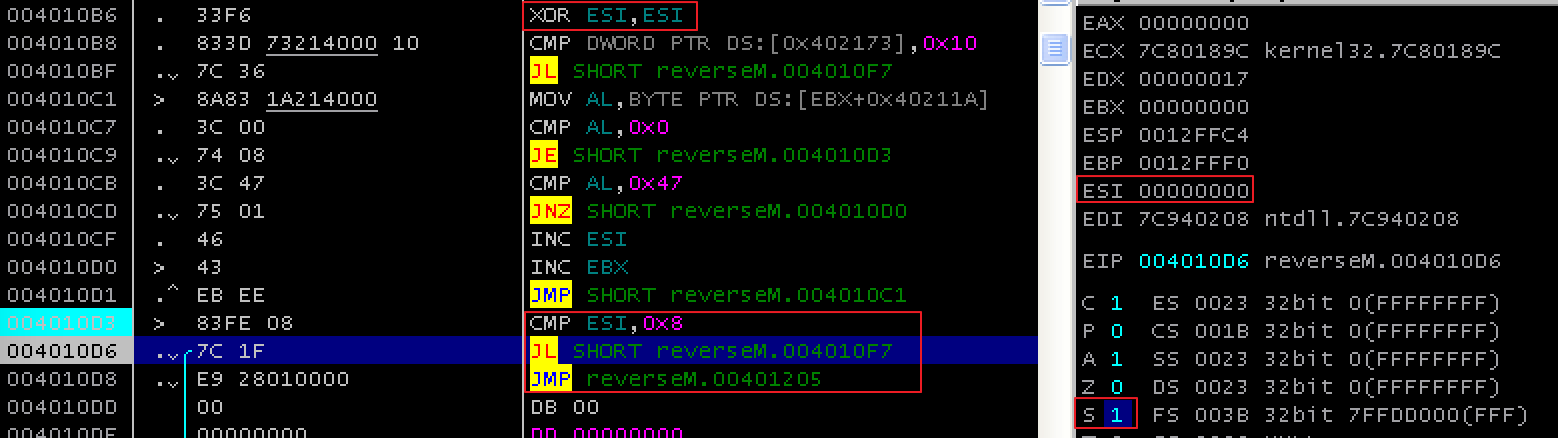 004010B6 . 33F6 XOR ESI,ESI
004010B8 . 833D 73214000 10 CMP DWORD PTR DS:[0x402173],0x10
004010BF .⌄ 7C 36 JL SHORT reverseM.004010F7
004010C1 > 8A83 1A214000 MOV AL,BYTE PTR DS:[EBX+0x40211A]
004010C7 . 3C 00 CMP AL,0x0
004010C9 .⌄ 74 08 JE SHORT reverseM.004010D3
004010CB . 3C 47 CMP AL,0x47
004010CD .⌄ 75 01 JNZ SHORT reverseM.004010D0
004010CF . 46 INC ESI
004010D0 > 43 INC EBX
004010D1 .^ EB EE JMP SHORT reverseM.004010C1
004010D3 > 83FE 08 CMP ESI,0x8
004010D6 .⌄ 7C 1F JL SHORT reverseM.004010F7
004010D8 .⌄ E9 28010000 JMP reverseM.00401205
004010DD 00 DB 00
004010DE 00000000 DD 00000000
EAX 00000000
ECX 7C80189C kernel32.7C80189C
EDX 00000017
EBX 00000000
ESP 0012FFC4
EBP 0012FFF0
ESI 00000000
EDI 7C940208 ntdll.7C940208
EIP 004010D6 reverseM.004010D6
C 1 ES 0023 32bit 0(FFFFFFFF)
P 0 CS 001B 32bit 0(FFFFFFFF)
A 1 SS 0023 32bit 0(FFFFFFFF)
Z 0 DS 0023 32bit 0(FFFFFFFF)
S 1 FS 003B 32bit 7FFDD000(FFF)